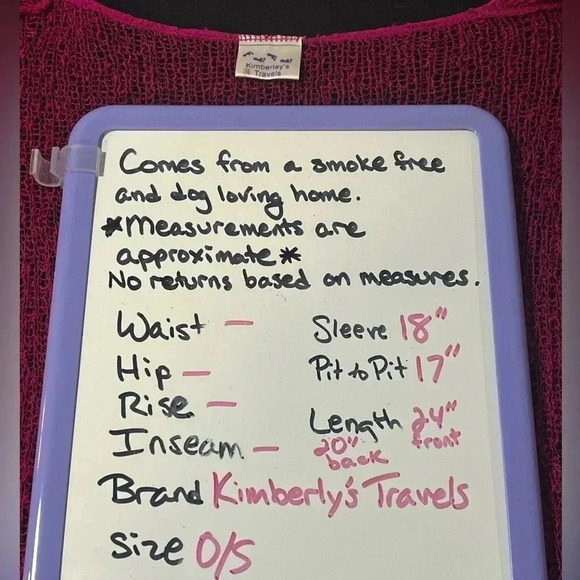 Kimberley's
Travels
Comes from a smoke free
and dog loving home.
*Measurements are
approximate*
No returns based on measures.
Waist — Sleeve 18"
Hip — Pit to Pit 17"
Rise — Length 24" front
Inseam — 20" back
Brand Kimberly's Travels
Size O/S